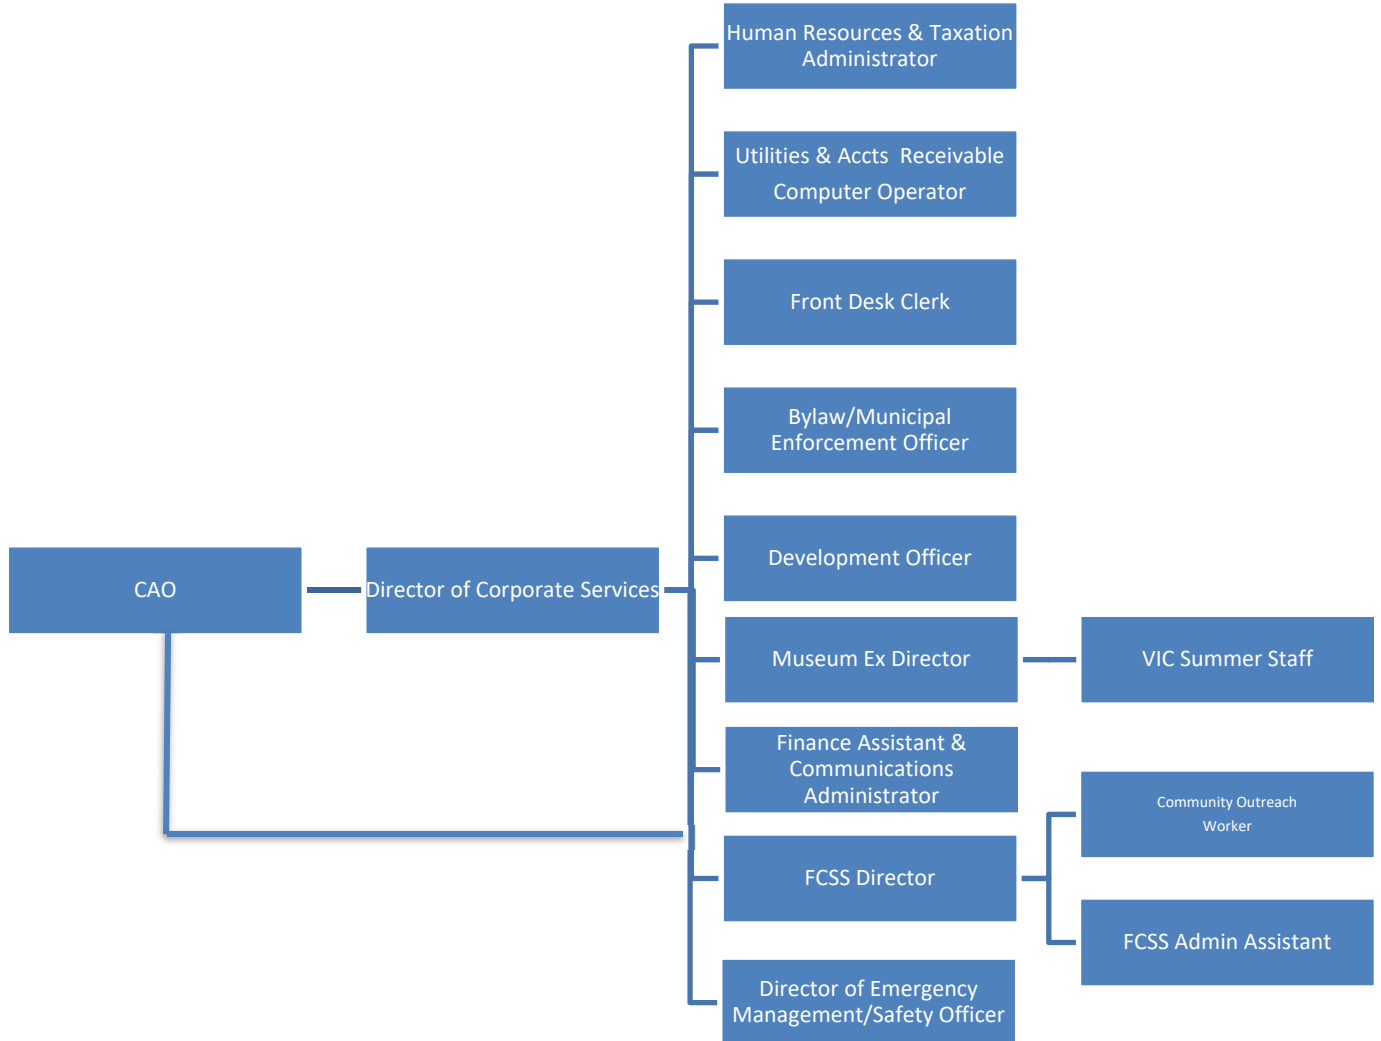 Human Resources & Taxation
Administrator
Utilities & Accts  Receivable
Computer Operator
Front Desk Clerk
Bylaw/Municipal
Enforcement Officer
Development Officer
CAO
Director of Corporate Services
Museum Ex Director
VIC Summer Staff
Finance Assistant &
Communications
Administrator
Community Outreach
Worker
FCSS Director
FCSS Admin Assistant
Director of Emergency
Management/Safety Officer